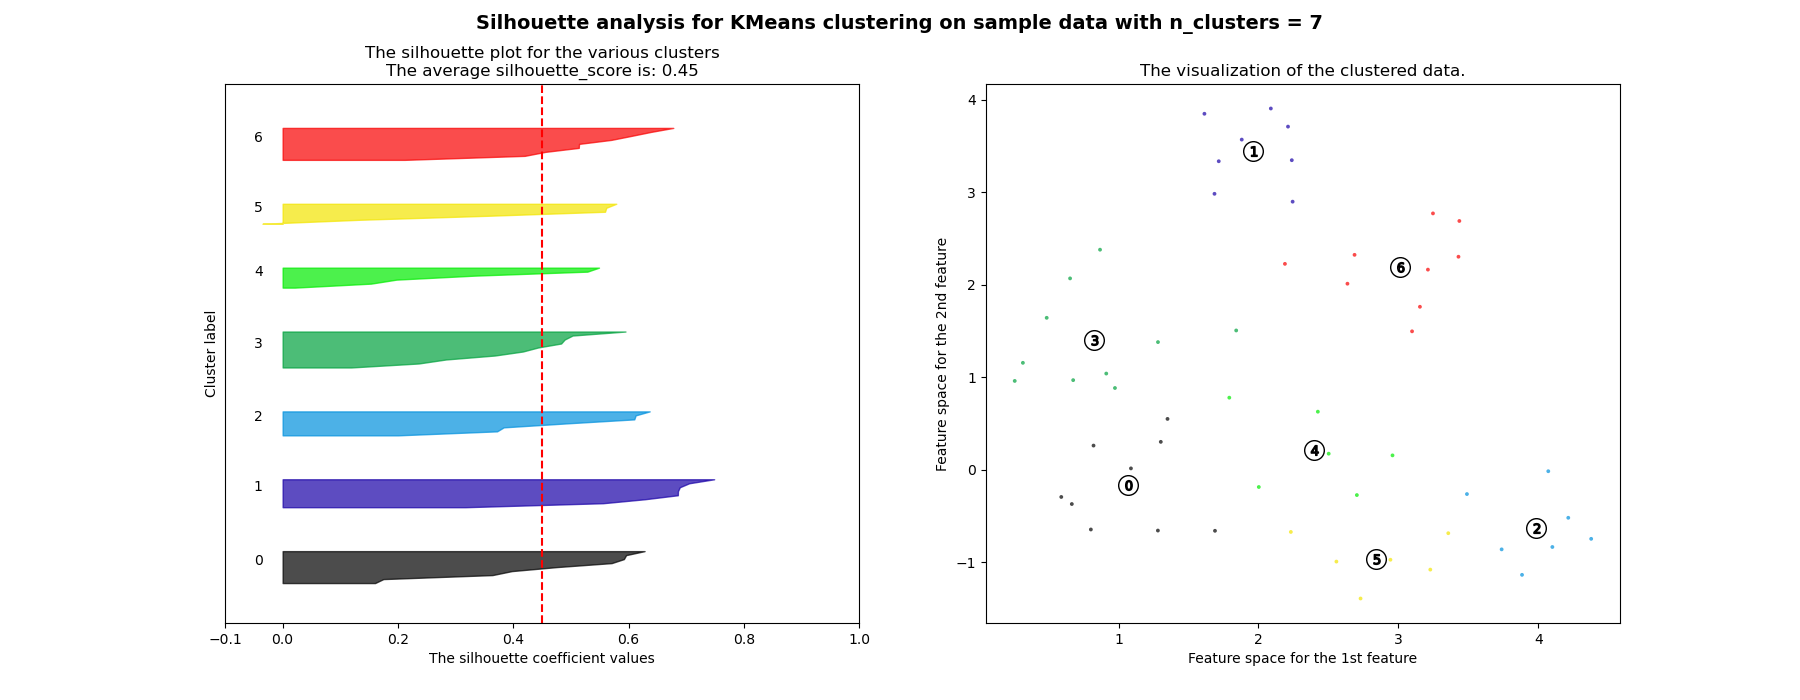 Silhouette analysis for KMeans clustering on sample data with n_clusters = 7
The silhouette plot for the various clusters
The average silhouette_score is: 0.45
6
5
4
3
2
1
0
Cluster label
−0.1 0.0 0.2 0.4 0.6 0.8 1.0
The silhouette coefficient values
The visualization of the clustered data.
4
3
2
1
0
−1
Feature space for the 2nd feature
1
6
3
4
0
2
5
1 2 3 4
Feature space for the 1st feature